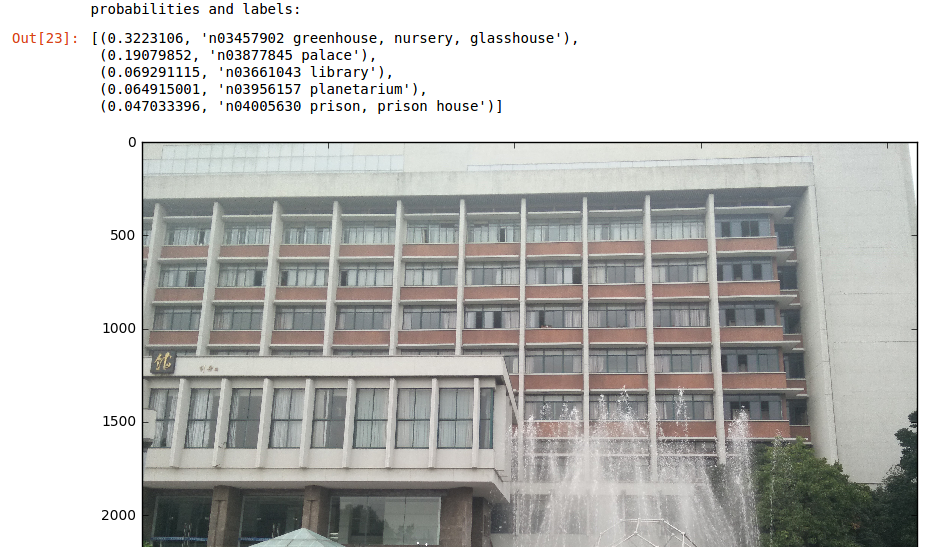 probabilities and labels:
Out[23]: [(0.3223106, 'n03457902 greenhouse, nursery, glasshouse'),
(0.19079852, 'n03877845 palace'),
(0.069291115, 'n03661043 library'),
(0.064915001, 'n03956157 planetarium'),
(0.047033396, 'n04005630 prison, prison house')]
0
500
1000
1500
2000
馆